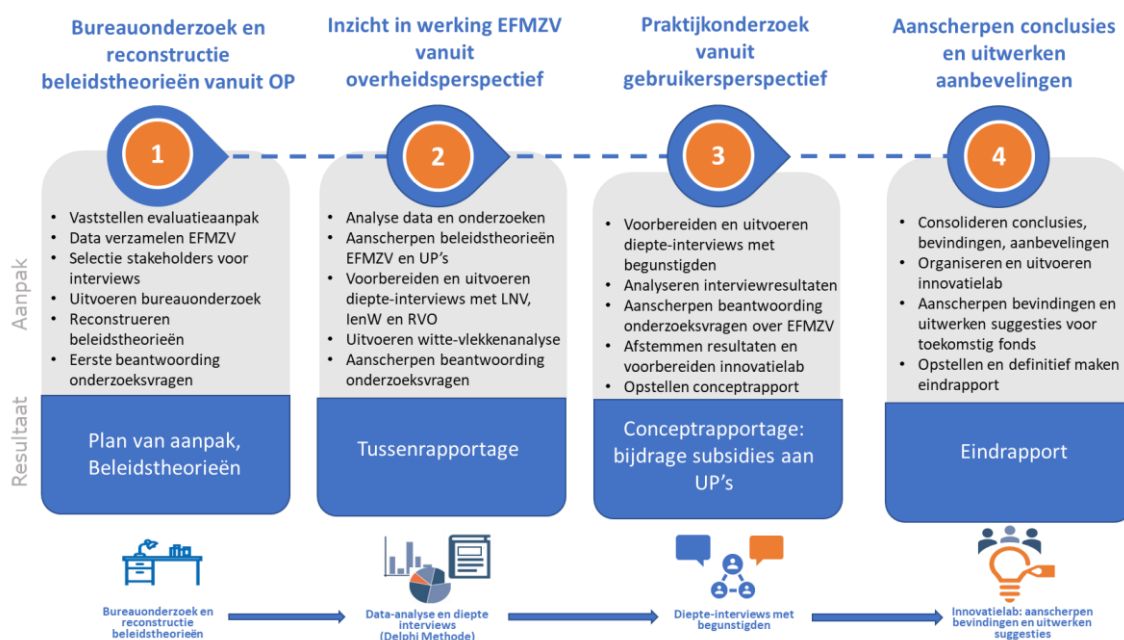 Bureauonderzoek en
reconstructie
beleidstheorieën vanuit OP
Inzicht in werking EFMZV
vanuit
overheidsperspectief
Praktijkonderzoek
vanuit
gebruikersperspectief
Aanscherpen conclusies
en uitwerken
aanbevelingen
1
2
3
4
Aanpak
• Vaststellen evaluatieaanpak
• Data verzamelen EFMZV
• Selectie stakeholders voor
interviews
• Uitvoeren bureauonderzoek
• Reconstrueren
beleidstheorieën
• Eerste beantwoording
onderzoeksvragen
• Analyse data en onderzoeken
• Aanscherpen beleidstheorieën
EFMZV en UP's
• Voorbereiden en uitvoeren
diepte-interviews met LNV,
IenW en RVO
• Uitvoeren witte-vlekkenanalyse
• Aanscherpen beantwoording
onderzoeksvragen
• Voorbereiden en uitvoeren
diepte-interviews met
begunstigden
• Analyseren interviewresultaten
• Aanscherpen beantwoording
onderzoeksvragen over EFMZV
• Afstemmen resultaten en
voorbereiden innovatielab
• Opstellen conceptrapport
• Consolideren conclusies,
bevindingen, aanbevelingen
• Organiseren en uitvoeren
innovatielab
• Aanscherpen bevindingen en
uitwerken suggesties voor
toekomstig fonds
• Opstellen en definitief maken
eindrapport
Resultaat
Plan van aanpak,
Beleidstheorieën
Tussenrapportage
Conceptrapportage:
bijdrage subsidies aan
UP's
Eindrapport
Bureauonderzoek en
reconstructie
beleidstheorieën
Data-analyse en diepte
interviews
(Delphi Methode)
Diepte-interviews met
begunstigden
Innovatielab: aanscherpen
bevindingen en uitwerken
suggesties